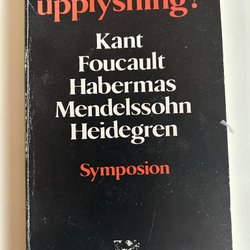 upplysning?
Kant
Foucault
Habermas
Mendelssohn
Heidegren
Symposion